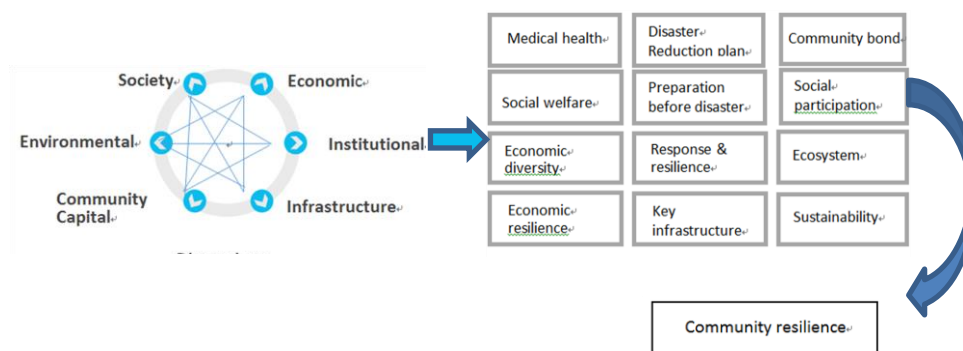 Society
Economic
Environmental
Institutional
Community
Capital
Infrastructure
Medical health
Disaster
Reduction plan
Community bond
Social welfare
Preparation
before disaster
Social
participation
Economic
diversity
Response &
resilience
Ecosystem
Economic
resilience
Key
infrastructure
Sustainability
Community resilience